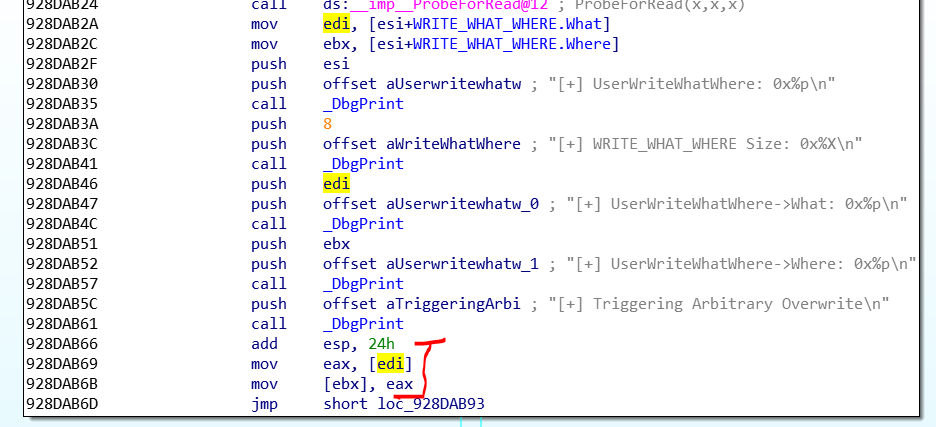 928DAB24 call ds:__imp__ProbeForRead@12 ; ProbeForRead(x,x,x)
928DAB2A mov edi, [esi+WRITE_WHAT_WHERE.What]
928DAB2C mov ebx, [esi+WRITE_WHAT_WHERE.Where]
928DAB2F push esi
928DAB30 push offset aUserwritewhatw ; "[+] UserWriteWhatWhere: 0x%p\n"
928DAB35 call _DbgPrint
928DAB3A push 8
928DAB3C push offset aWriteWhatWhere ; "[+] WRITE_WHAT_WHERE Size: 0x%X\n"
928DAB41 call _DbgPrint
928DAB46 push edi
928DAB47 push offset aUserwritewhatw_0 ; "[+] UserWriteWhatWhere->What: 0x%p\n"
928DAB4C call _DbgPrint
928DAB51 push ebx
928DAB52 push offset aUserwritewhatw_1 ; "[+] UserWriteWhatWhere->Where: 0x%p\n"
928DAB57 call _DbgPrint
928DAB5C push offset aTriggeringArbi ; "[+] Triggering Arbitrary Overwrite\n"
928DAB61 call _DbgPrint
928DAB66 add esp, 24h
928DAB69 mov eax, [edi]
928DAB6B mov [ebx], eax
928DAB6D jmp short loc_928DAB93